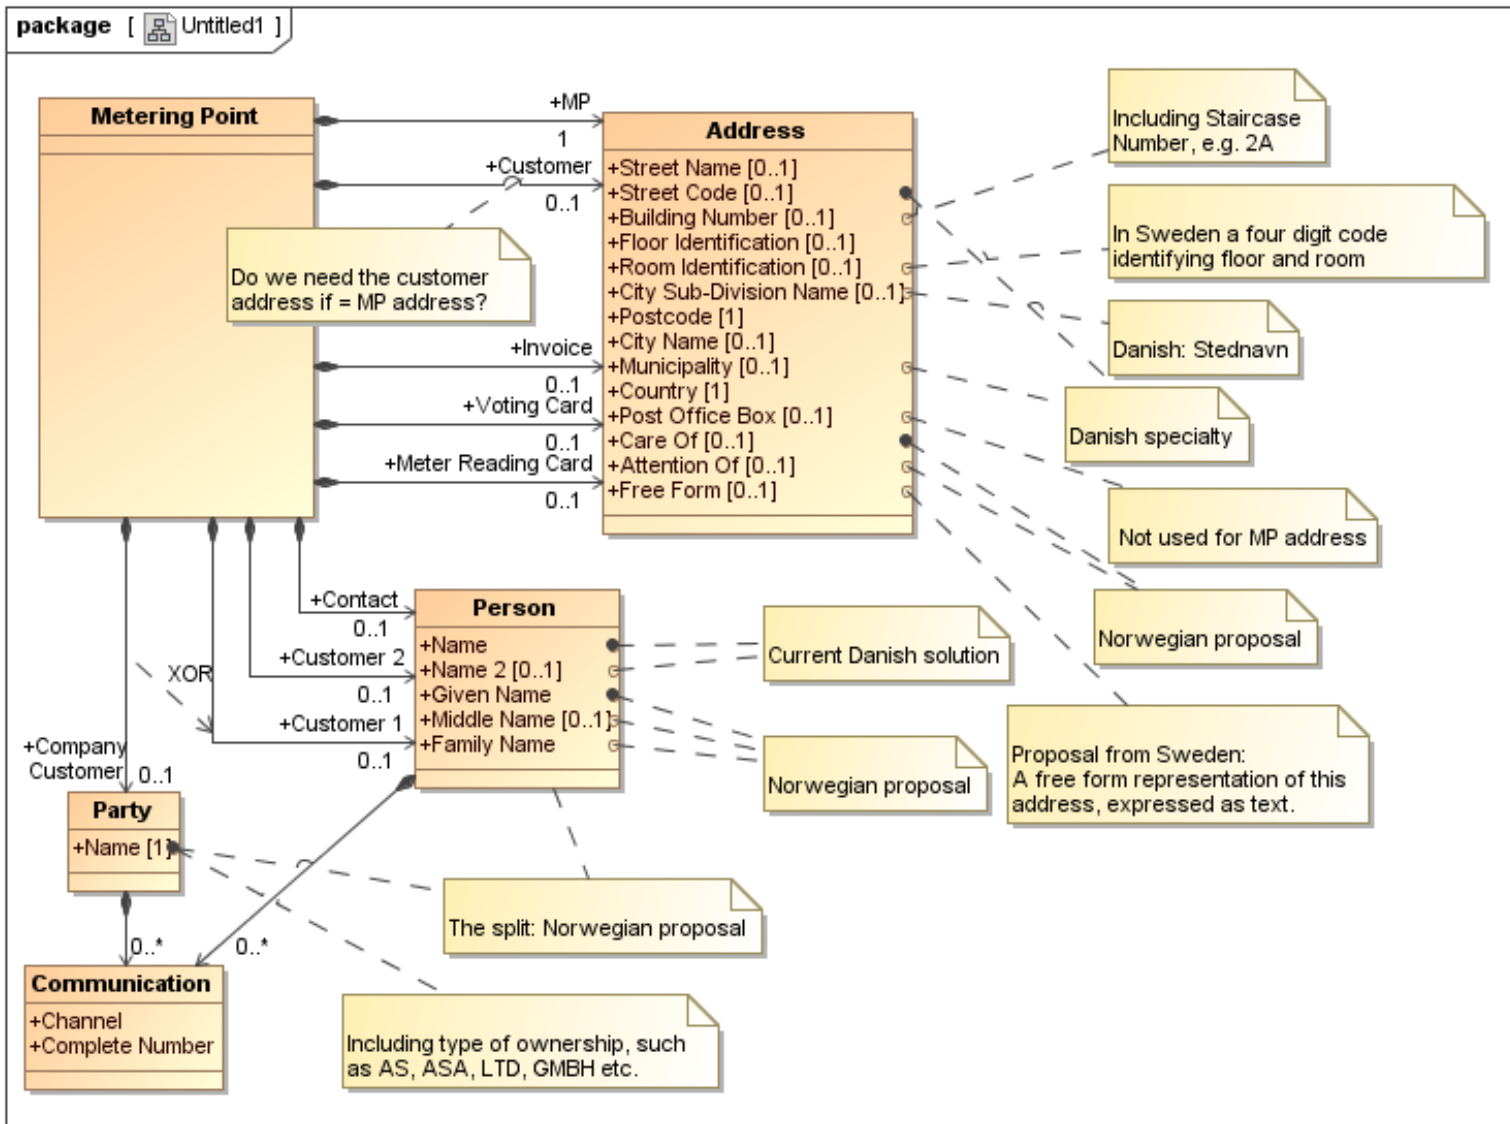 package [ Untitled1 ]
Metering Point
+MP
1
+Customer
0..1
Do we need the customer
address if = MP address?
+Invoice
0..1
+Voting Card
0..1
+Meter Reading Card
0..1
Address
+Street Name [0..1]
+Street Code [0..1]
+Building Number [0..1]
+Floor Identification [0..1]
+Room Identification [0..1]
+City Sub-Division Name [0..1]
+Postcode [1]
+City Name [0..1]
+Municipality [0..1]
+Country [1]
+Post Office Box [0..1]
+Care Of [0..1]
+Attention Of [0..1]
+Free Form [0..1]
Including Staircase
Number, e.g. 2A
In Sweden a four digit code
identifying floor and room
Danish: Stednavn
Danish specialty
Not used for MP address
Norwegian proposal
Proposal from Sweden:
A free form representation of this
address, expressed as text.
+Contact
0..1
+Customer 2
0..1
+Customer 1
0..1
XOR
+Company
Customer
0..1
Person
+Name
+Name 2 [0..1]
+Given Name
+Middle Name [0..1]
+Family Name
Current Danish solution
Norwegian proposal
Party
+Name [1]
0..*
0..*
The split: Norwegian proposal
Communication
+Channel
+Complete Number
Including type of ownership, such
as AS, ASA, LTD, GMBH etc.